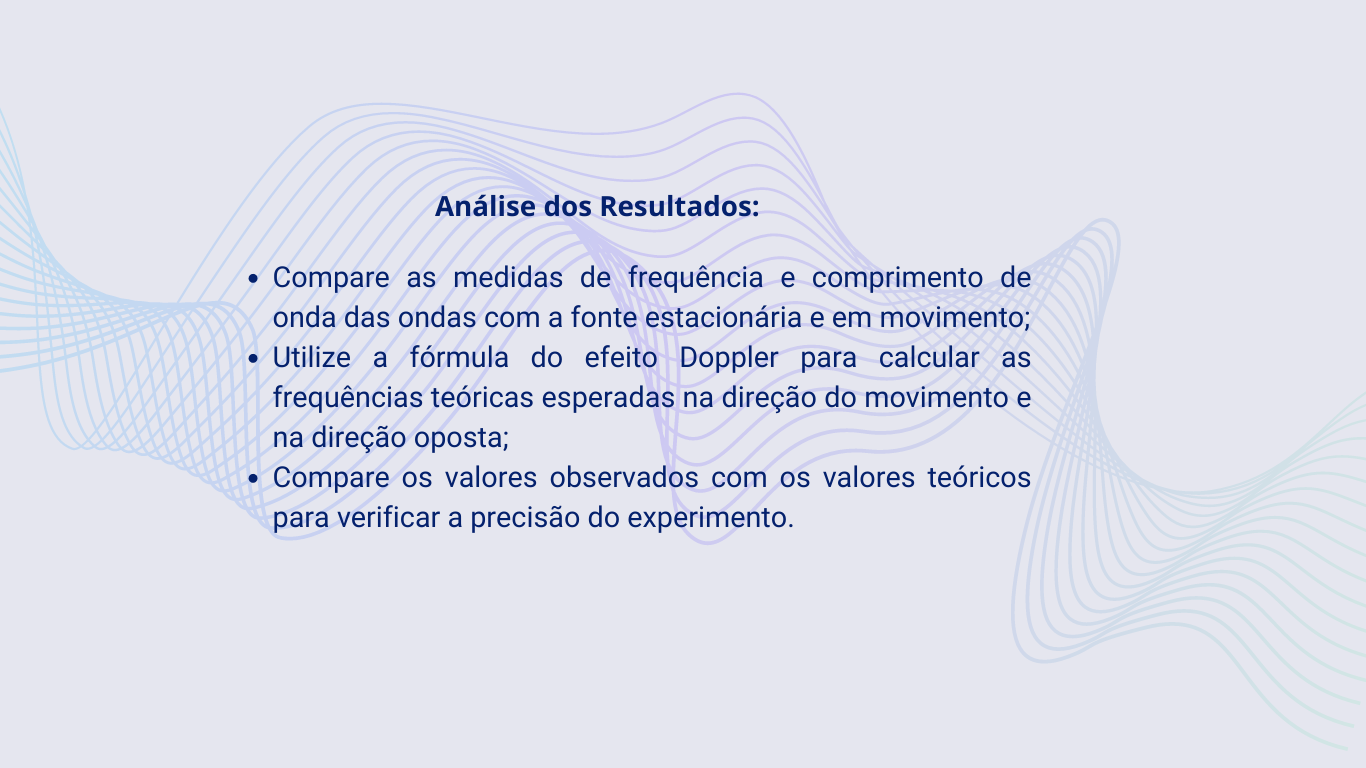 Análise dos Resultados:
• Compare as medidas de frequência e comprimento de
onda das ondas com a fonte estacionária e em movimento;
• Utilize a fórmula do efeito Doppler para calcular as
frequências teóricas esperadas na direção do movimento e
na direção oposta;
• Compare os valores observados com os valores teóricos
para verificar a precisão do experimento.